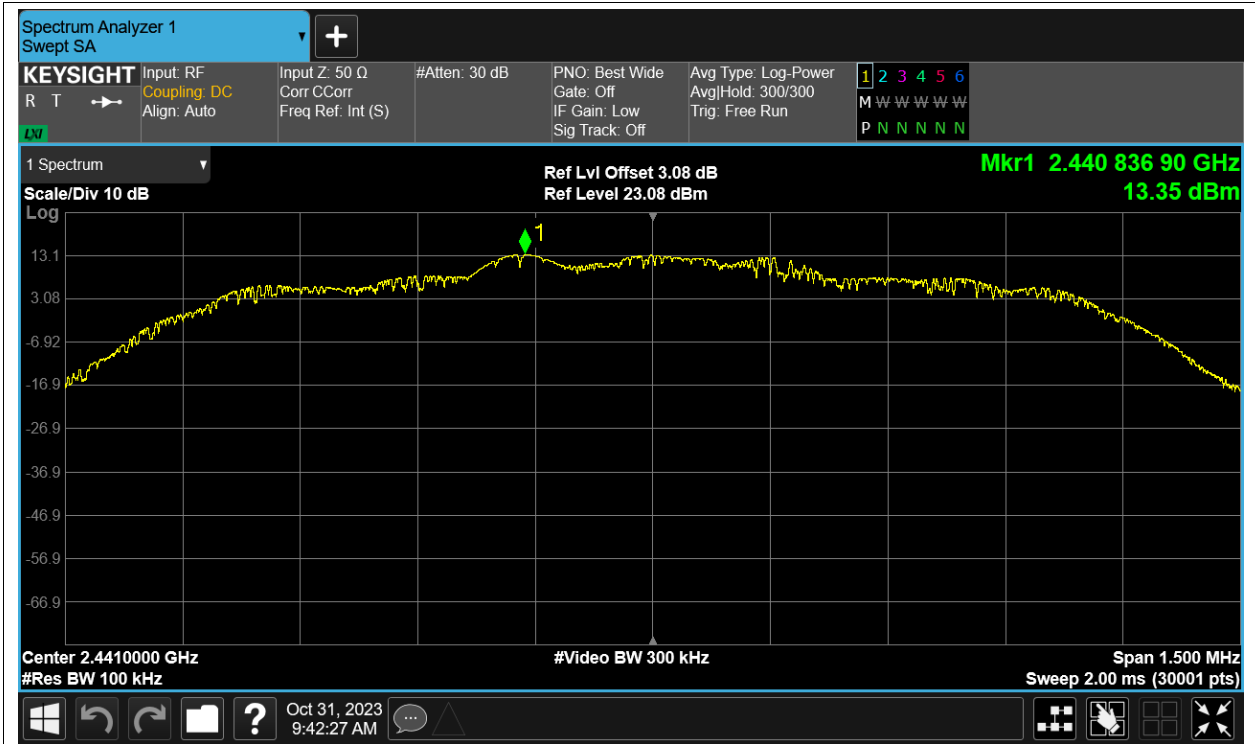 Spectrum Analyzer 1
Swept SA
+
KEYSIGHT
R T
LXI
Input: RF
Coupling: DC
Align: Auto
Input Z: 50 Ω
Corr CCorr
Freq Ref: Int (S)
#Atten: 30 dB
PNO: Best Wide
Gate: Off
IF Gain: Low
Sig Track: Off
Avg Type: Log-Power
Avg|Hold: 300/300
Trig: Free Run
1 2 3 4 5 6
M W W W W W
P N N N N N
1 Spectrum
Scale/Div 10 dB
Log
Ref Lvl Offset 3.08 dB
Ref Level 23.08 dBm
Mkr1 2.440 836 90 GHz
13.35 dBm
1
13.1
3.08
-6.92
-16.9
-26.9
-36.9
-46.9
-56.9
-66.9
Center 2.4410000 GHz
#Res BW 100 kHz
#Video BW 300 kHz
Span 1.500 MHz
Sweep 2.00 ms (30001 pts)
?
Oct 31, 2023
9:42:27 AM